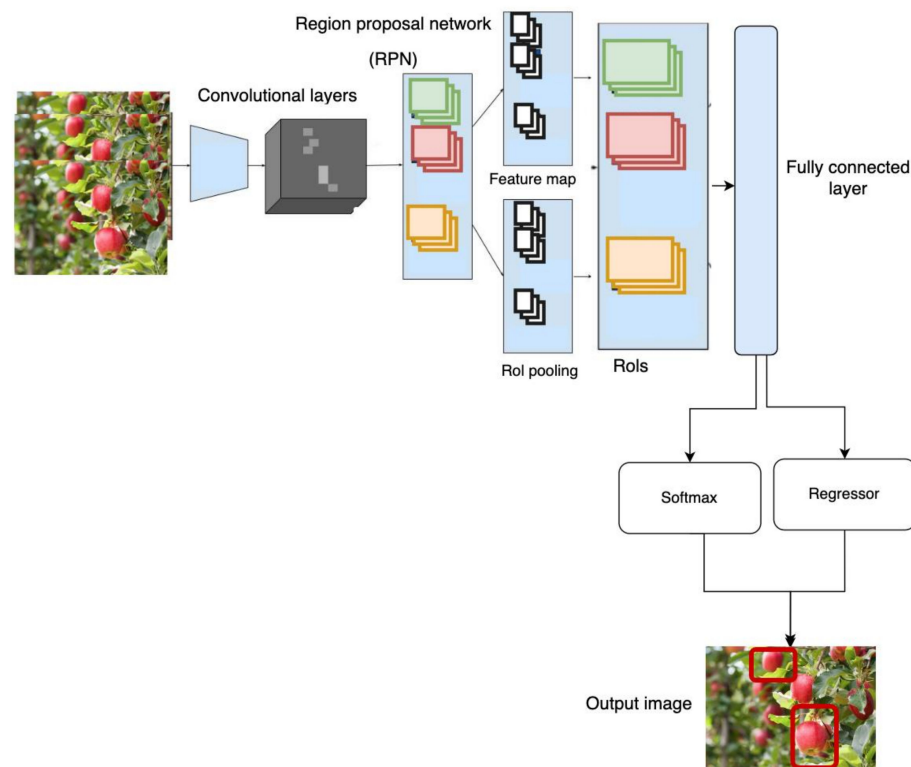 Region proposal network
(RPN)
Convolutional layers
Feature map
RoI pooling
RoIs
Fully connected
layer
Softmax
Regressor
Output image